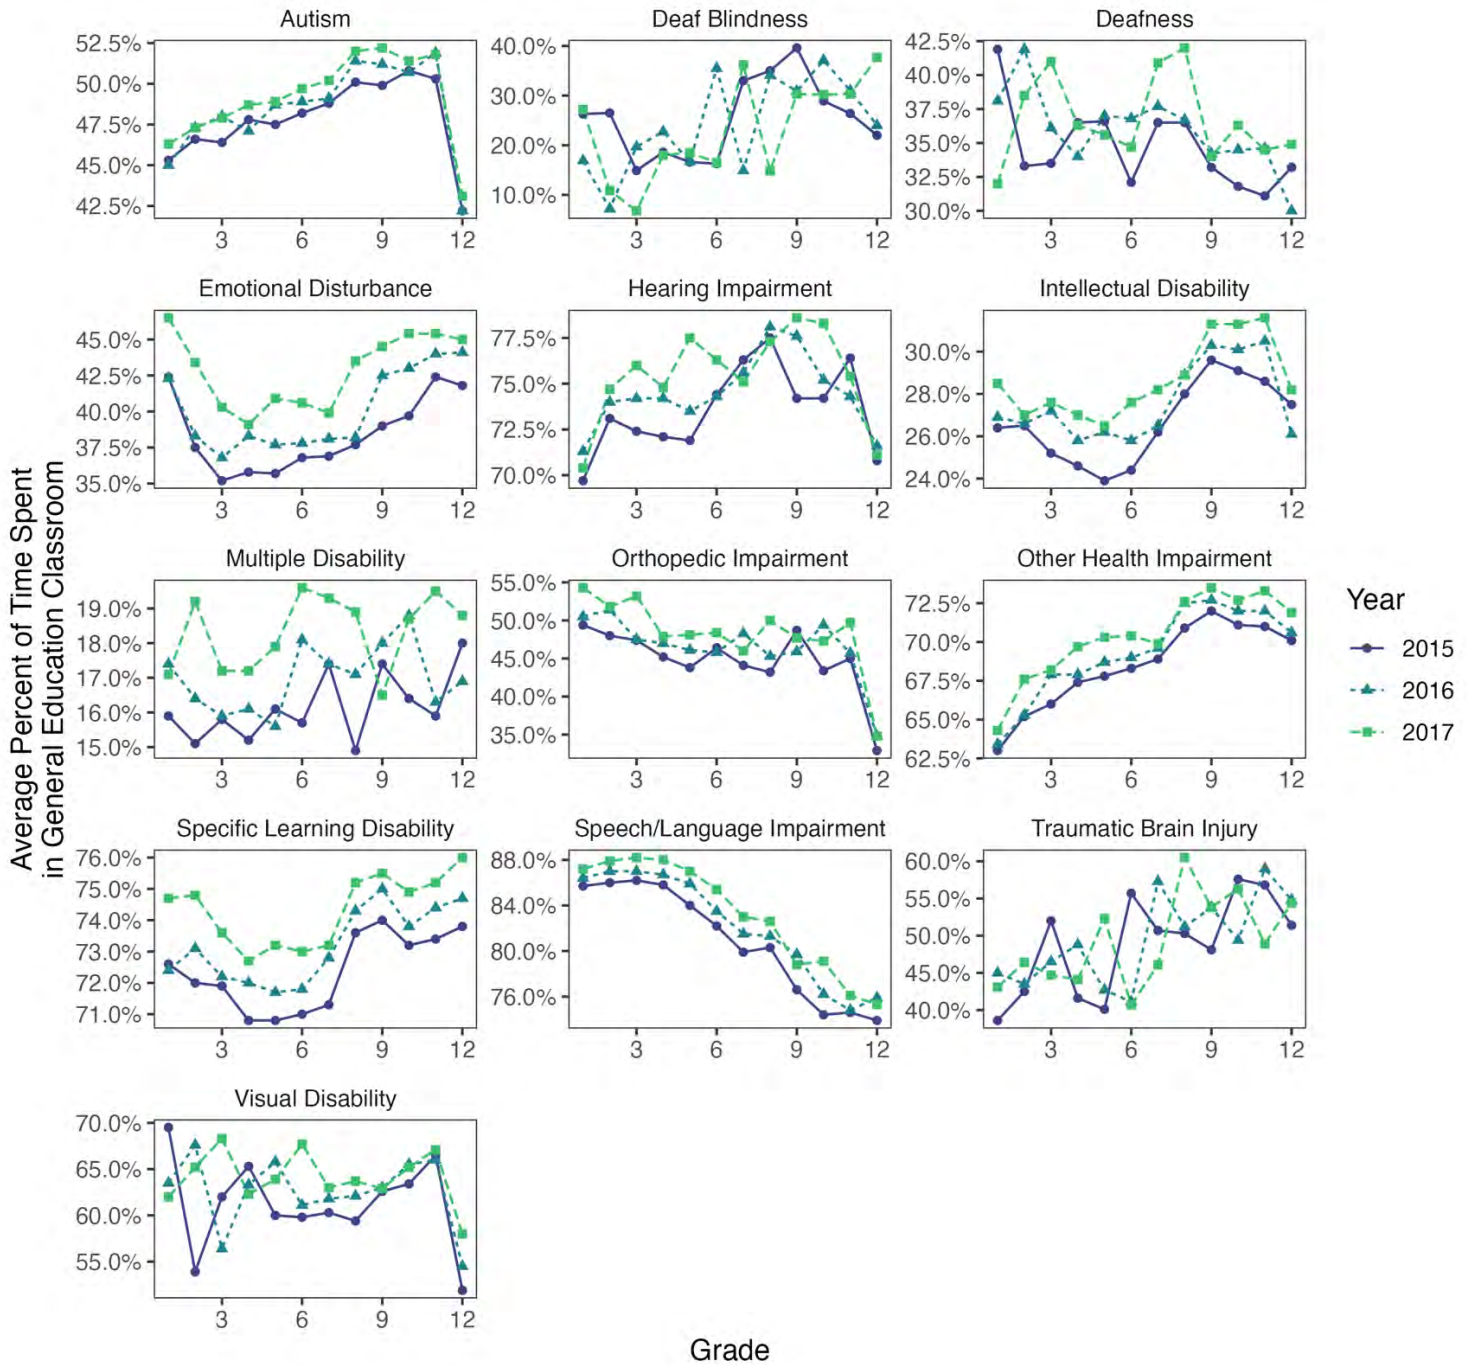 Autism
Deaf Blindness
Deafness
52.5%
50.0%
47.5%
45.0%
42.5%
3 6 9 12
40.0%
30.0%
20.0%
10.0%
3 6 9 12
42.5%
40.0%
37.5%
35.0%
32.5%
30.0%
3 6 9 12
Emotional Disturbance
Hearing Impairment
Intellectual Disability
45.0%
42.5%
40.0%
37.5%
35.0%
3 6 9 12
77.5%
75.0%
72.5%
70.0%
3 6 9 12
30.0%
28.0%
26.0%
24.0%
3 6 9 12
Multiple Disability
Orthopedic Impairment
Other Health Impairment
19.0%
18.0%
17.0%
16.0%
15.0%
3 6 9 12
55.0%
50.0%
45.0%
40.0%
35.0%
3 6 9 12
72.5%
70.0%
67.5%
65.0%
62.5%
3 6 9 12
Specific Learning Disability
Speech/Language Impairment
Traumatic Brain Injury
76.0%
75.0%
74.0%
73.0%
72.0%
71.0%
3 6 9 12
88.0%
84.0%
80.0%
76.0%
3 6 9 12
60.0%
55.0%
50.0%
45.0%
40.0%
3 6 9 12
Visual Disability
70.0%
65.0%
60.0%
55.0%
3 6 9 12
Average Percent of Time Spent
in General Education Classroom
Grade
Year
2015
2016
2017